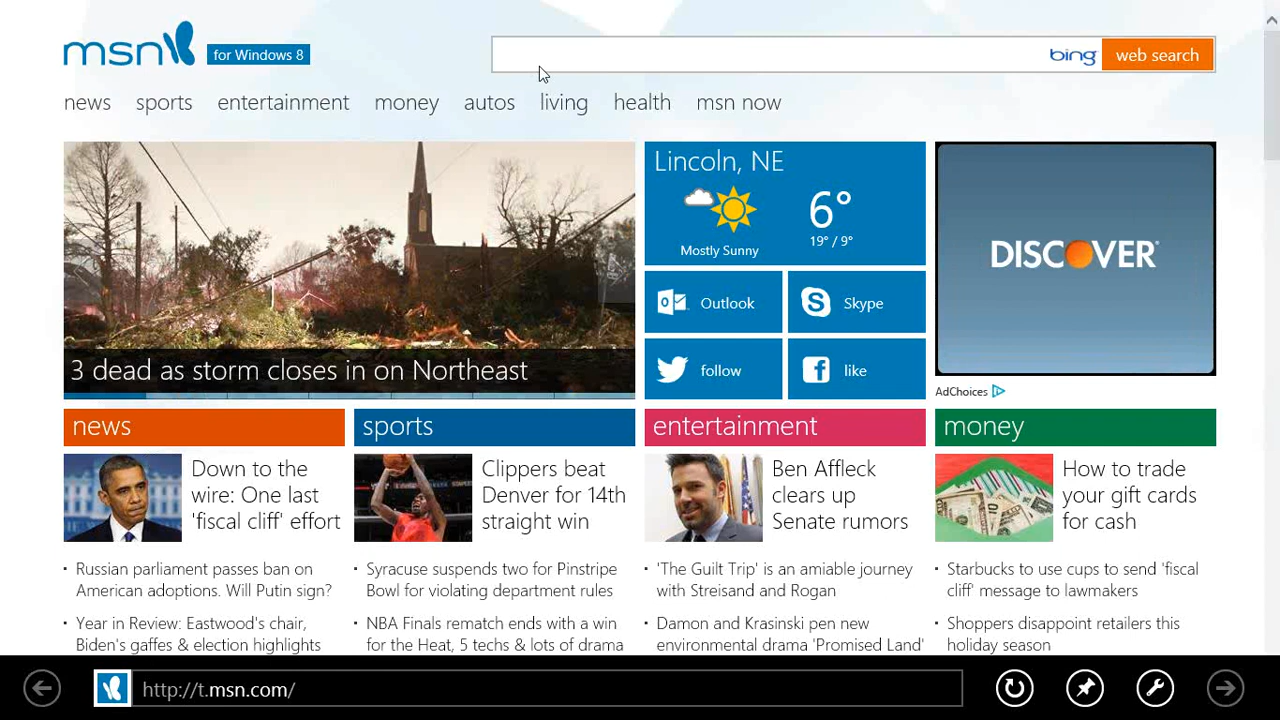 msn for Windows 8
bing web search
news sports entertainment money autos living health msn now
3 dead as storm closes in on Northeast
Lincoln, NE
6°
19° / 9°
Mostly Sunny
Outlook
Skype
follow
like
DISCOVER
AdChoices
news
Down to the
wire: One last
'fiscal cliff' effort
Russian parliament passes ban on
American adoptions. Will Putin sign?
Year in Review: Eastwood's chair,
Biden's gaffes & election highlights
sports
Clippers beat
Denver for 14th
straight win
Syracuse suspends two for Pinstripe
Bowl for violating department rules
NBA Finals rematch ends with a win
for the Heat, 5 techs & lots of drama
entertainment
Ben Affleck
clears up
Senate rumors
'The Guilt Trip' is an amiable journey
with Streisand and Rogan
Damon and Krasinski pen new
environmental drama 'Promised Land'
money
How to trade
your gift cards
for cash
Starbucks to use cups to send 'fiscal
cliff' message to lawmakers
Shoppers disappoint retailers this
holiday season
http://t.msn.com/